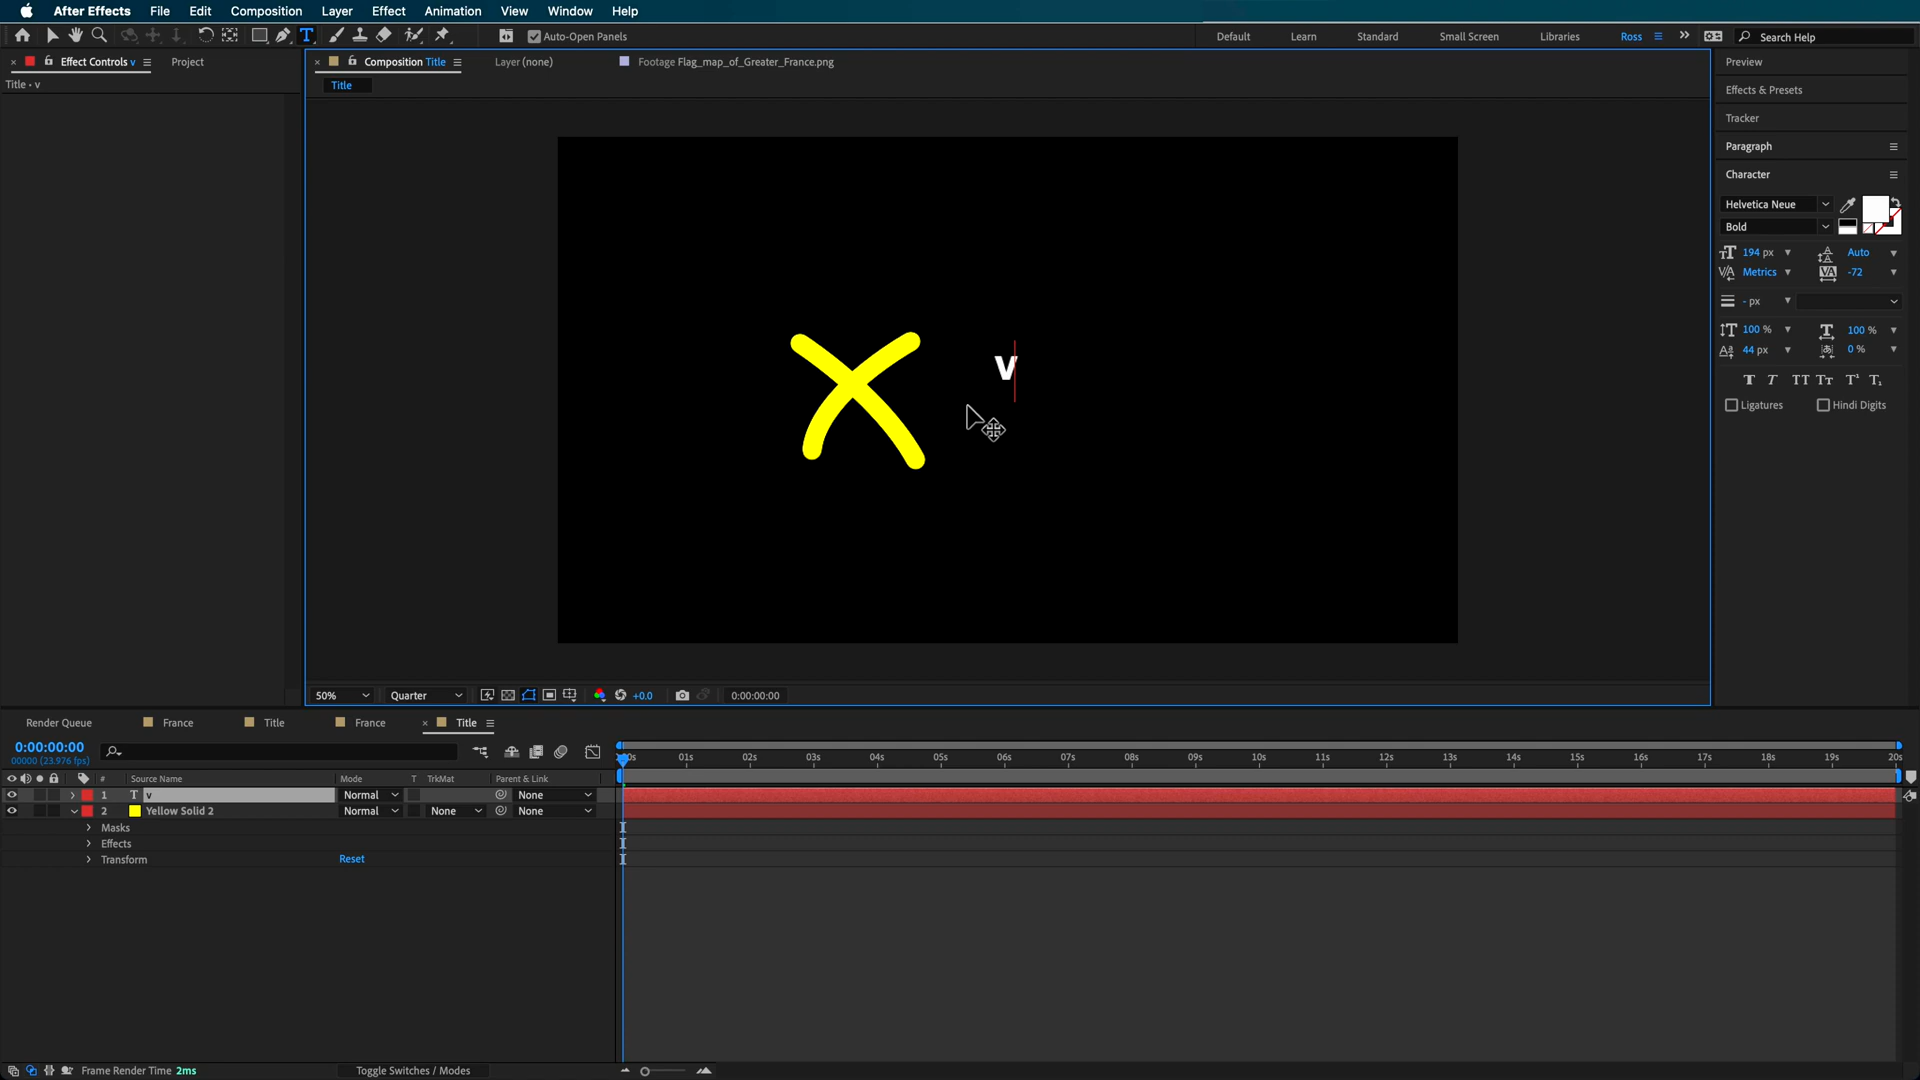 After Effects File Edit Composition Layer Effect Animation View Window Help
Auto-Open Panels Default Learn Standard Small Screen Libraries Ross Search Help
Effect Controls v Project Composition Title Layer (none) Footage Flag_map_of_Greater_France.png Preview
Title • v Title
Effects & Presets
Tracker
Paragraph
Character
Helvetica Neue
Bold
194 px Auto
Metrics -72
- px
100 % 100 %
44 px 0 %
Ligatures Hindi Digits
v
50% Quarter +0.0 0:00:00:00
Render Queue France Title France Title
0:00:00:00
00000 (23.976 fps)
00s 01s 02s 03s 04s 05s 06s 07s 08s 09s 10s 11s 12s 13s 14s 15s 16s 17s 18s 19s 20s
# Source Name Mode T TrkMat Parent & Link
1 T v Normal None
2 Yellow Solid 2 Normal None None
Masks
Effects
Transform Reset
Frame Render Time 2ms Toggle Switches / Modes